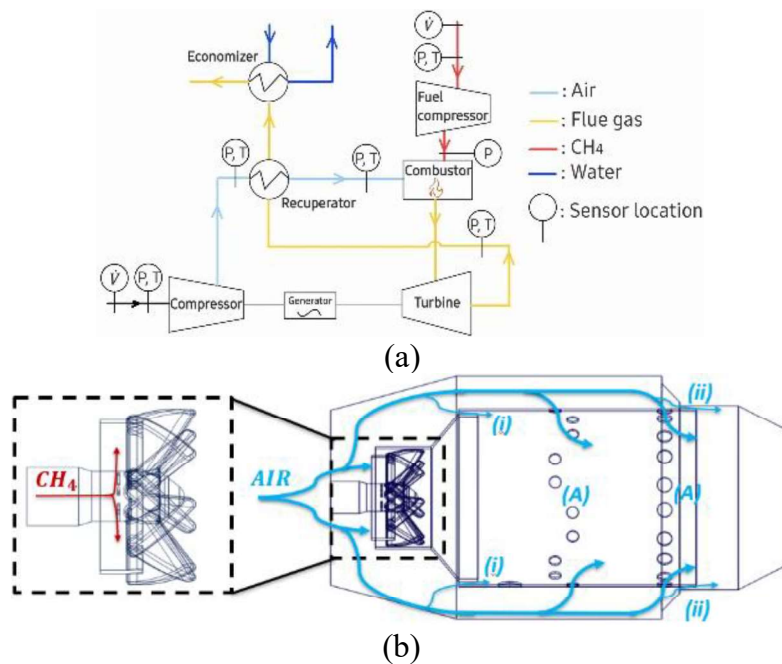 V̇
P, T
Economizer
Fuel
compressor
: Air
: Flue gas
: CH4
: Water
: Sensor location
P, T
P, T
P
Combustor
Recuperator
P, T
V̇
P, T
Compressor
Generator
Turbine
(a)
(ii)
(i)
CH₄
AIR
(A)
(A)
(i)
(ii)
(b)